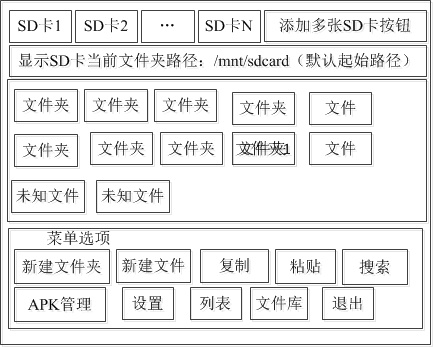 SD卡1 SD卡2 … SD卡N 添加多张SD卡按钮
显示SD卡当前文件夹路径：/mnt/sdcard（默认起始路径）
文件夹 文件夹 文件夹 文件夹 文件
文件夹 文件夹 文件夹 文件
未知文件 未知文件
菜单选项
新建文件夹 新建文件 复制 粘贴 搜索
APK管理 设置 列表 文件库 退出